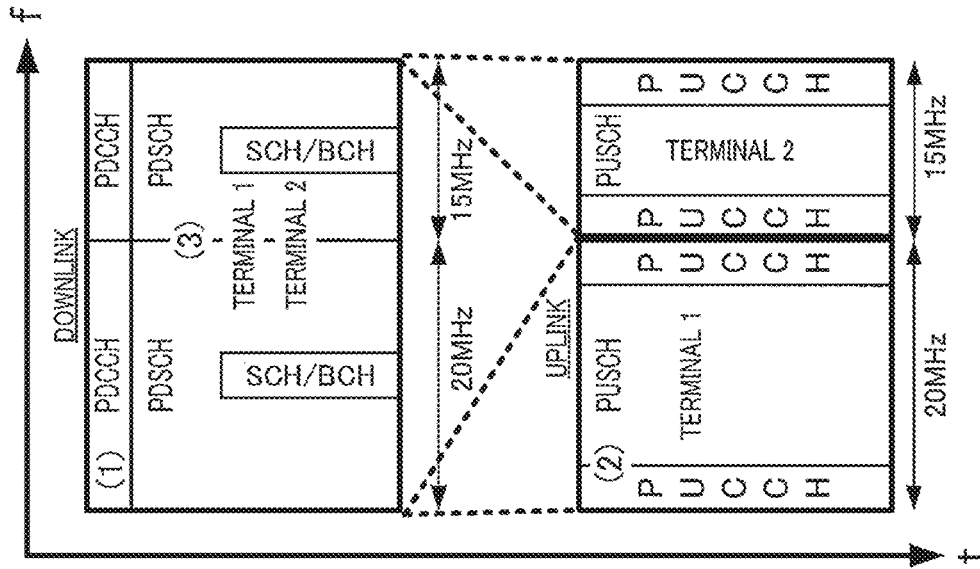 f
DOWNLINK
(1) PDCCH
PDCCH
PDSCH
(3)
PDSCH
TERMINAL 1
TERMINAL 2
SCH/BCH
SCH/BCH
20MHz
15MHz
UPLINK
(2) PUSCH
PUSCH
PUCCH
TERMINAL 1
PUCCH
PUCCH
TERMINAL 2
PUCCH
20MHz
15MHz
t